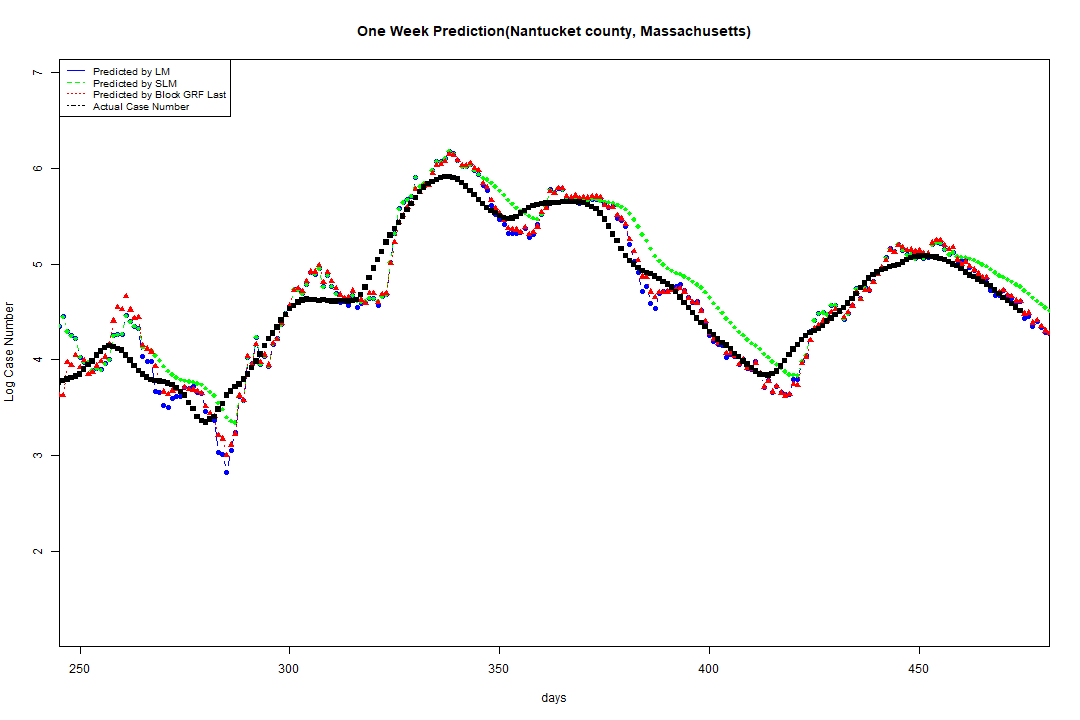 One Week Prediction(Nantucket county, Massachusetts)
Predicted by LM
Predicted by SLM
Predicted by Block GRF Last
Actual Case Number
7
6
5
4
3
2
Log Case Number
250 300 350 400 450
days